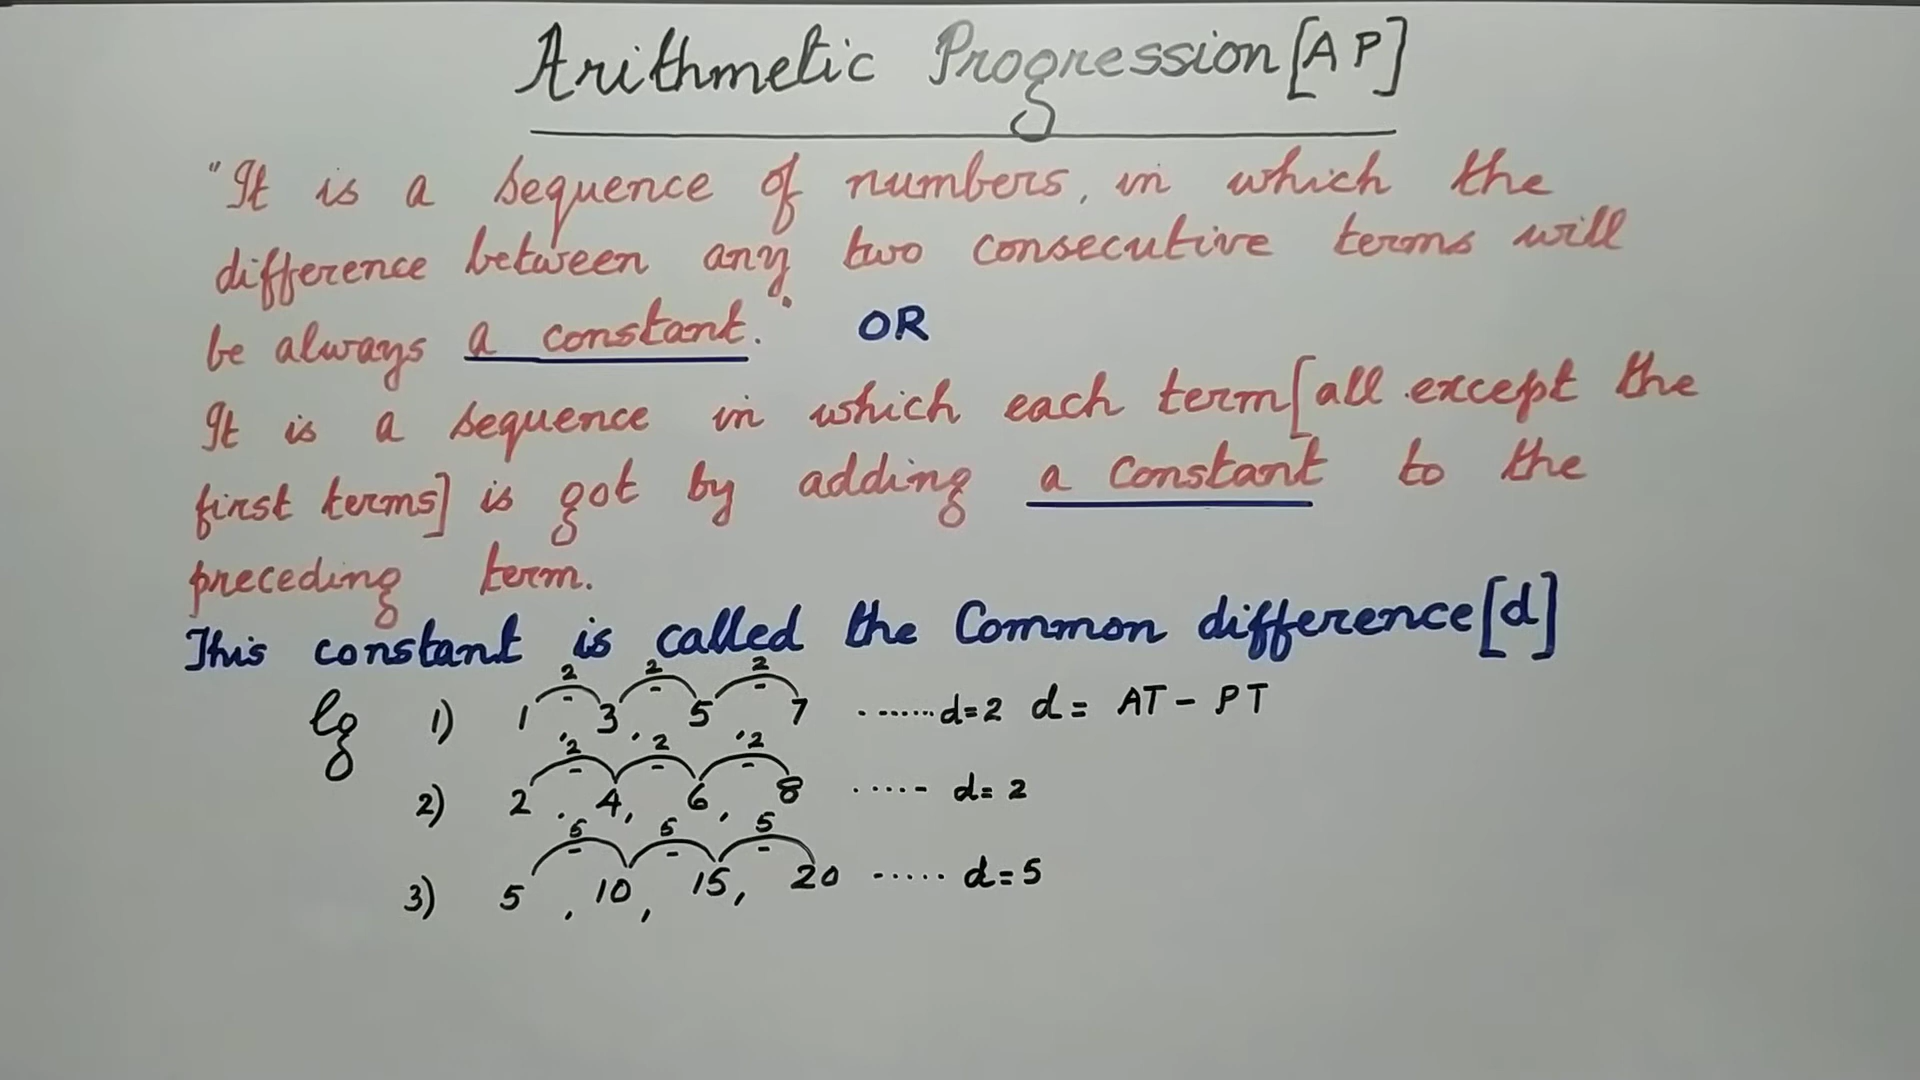 Arithmetic Progression [AP]
"It is a sequence of numbers, in which the
difference between any two consecutive terms will
be always a constant." OR
It is a sequence in which each term [all except the
first terms] is got by adding a constant to the
preceding term.
This constant is called the Common difference [d]
2 2 2
Eg 1) 1, 3, 5, 7 ....... d=2 d= AT - PT
2 2 2
2) 2, 4, 6, 8 ..... d= 2
5 5 5
3) 5, 10, 15, 20 ..... d=5